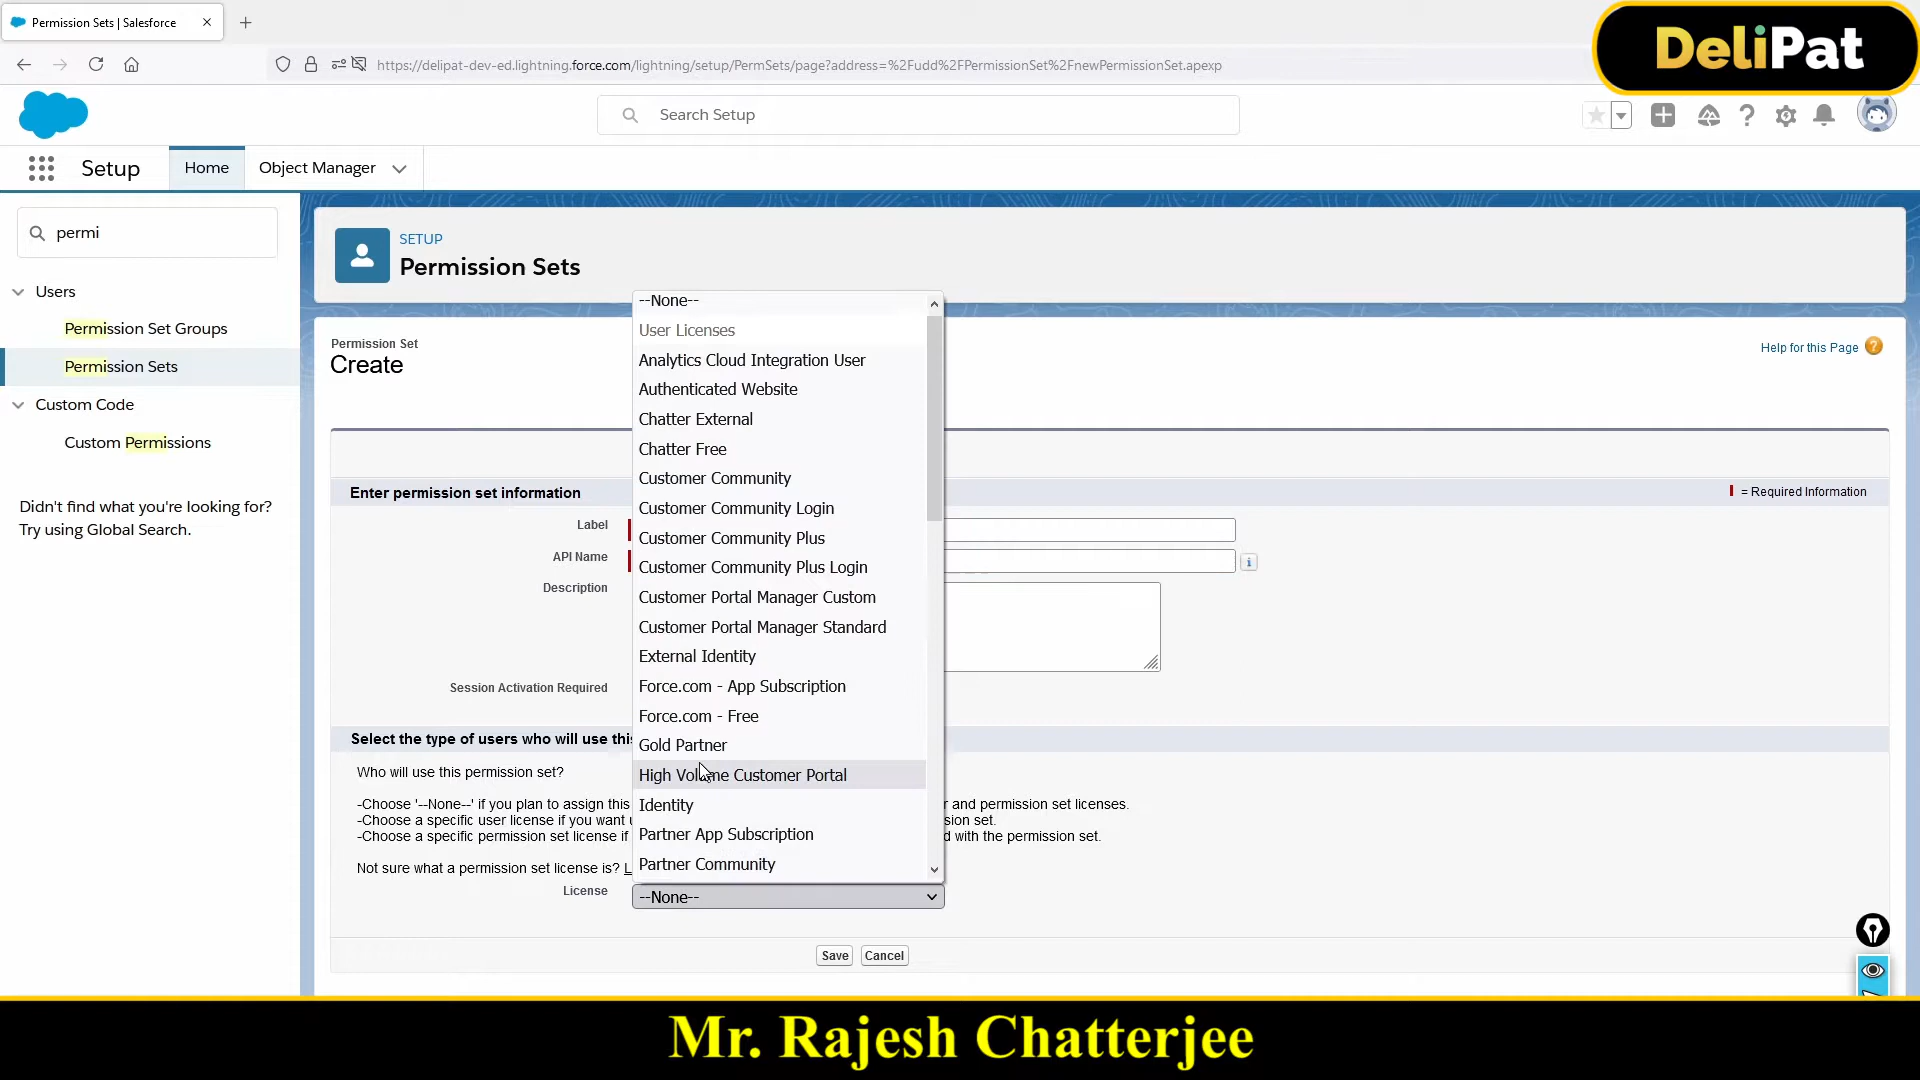 Permission Sets | Salesforce
https://delipat-dev-ed.lightning.force.com/lightning/setup/PermSets/page?address=%2Fudd%2FPermissionSet%2FnewPermissionSet.apexp
DeliPat
Search Setup
Setup
Home
Object Manager
permi
Users
Permission Set Groups
Permission Sets
Custom Code
Custom Permissions
Didn't find what you're looking for?
Try using Global Search.
SETUP
Permission Sets
Permission Set
Create
Help for this Page
Enter permission set information
= Required Information
Label
API Name
Description
Session Activation Required
Select the type of users who will use this
Who will use this permission set?
-Choose '--None--' if you plan to assign this
r and permission set licenses.
-Choose a specific user license if you want
sion set.
-Choose a specific permission set license if
d with the permission set.
Not sure what a permission set license is?
License
--None--
User Licenses
Analytics Cloud Integration User
Authenticated Website
Chatter External
Chatter Free
Customer Community
Customer Community Login
Customer Community Plus
Customer Community Plus Login
Customer Portal Manager Custom
Customer Portal Manager Standard
External Identity
Force.com - App Subscription
Force.com - Free
Gold Partner
High Volume Customer Portal
Identity
Partner App Subscription
Partner Community
--None--
Save
Cancel
Mr. Rajesh Chatterjee